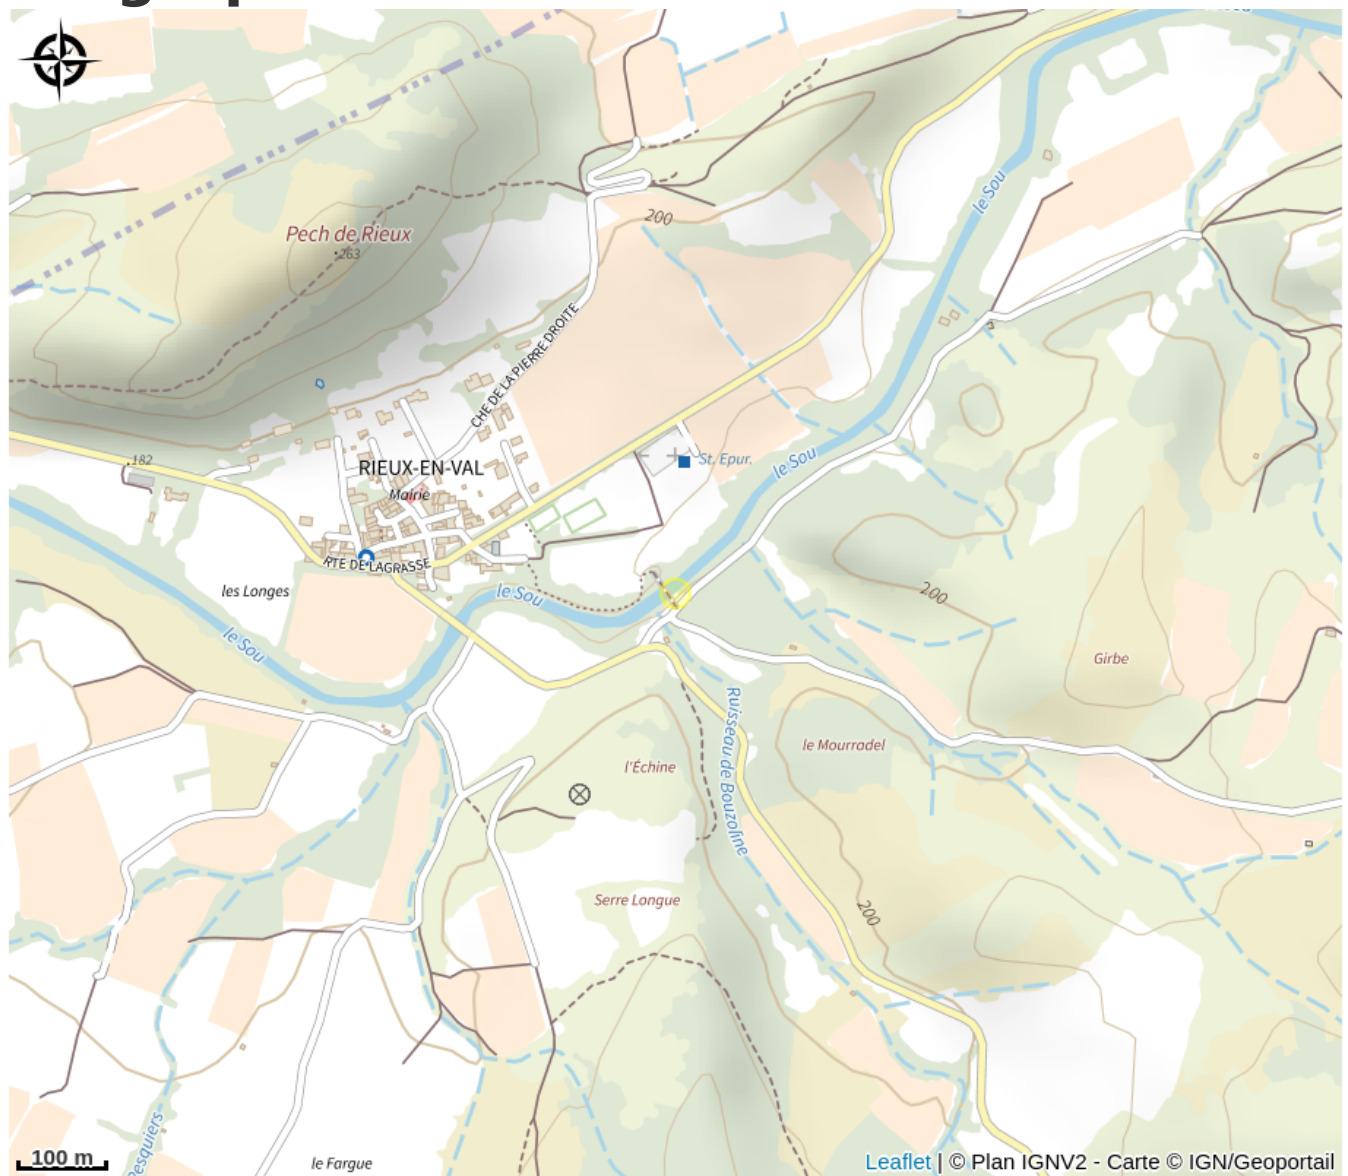 200
le Sou
Pech de Rieux
263
CHE DE LA PIERRE DROITE
3
182
RIEUX-EN-VAL
Mairie
St. Epur.
le Sou
RTE DE LAGRASSE
les Longes
le Sou
le Sou
200
Girbe
Ruisseau de Bouzoline
le Mourradel
l'Échine
Serre Longue
200
le Fargue
100 m
Leaflet | © Plan IGNV2 - Carte © IGN/Geoportail